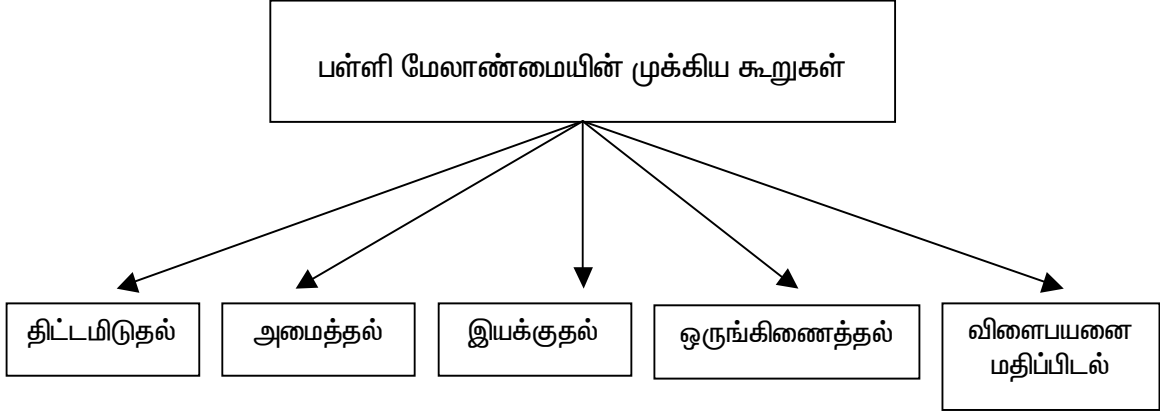 பள்ளி மேலாண்மையின் முக்கிய கூறுகள்
திட்டமிடுதல்
அமைத்தல்
இயக்குதல்
ஒருங்கிணைத்தல்
விளைபயனை
மதிப்பிடல்